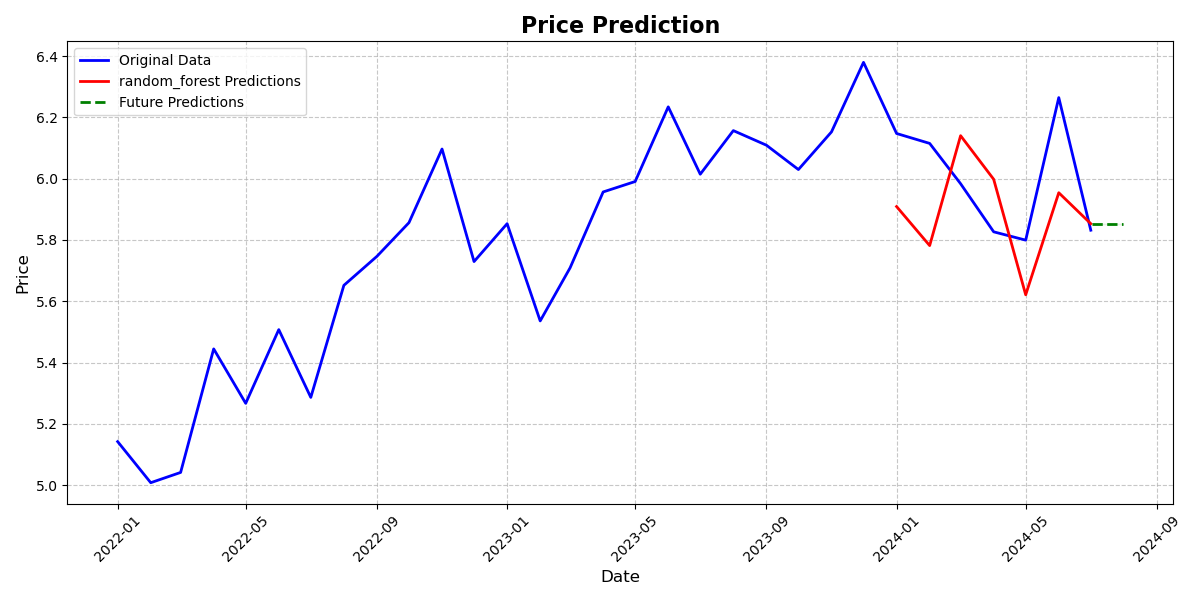 Price Prediction
Original Data
random_forest Predictions
Future Predictions
Price
6.4
6.2
6.0
5.8
5.6
5.4
5.2
5.0
2022-01
2022-05
2022-09
2023-01
2023-05
2023-09
2024-01
2024-05
2024-09
Date